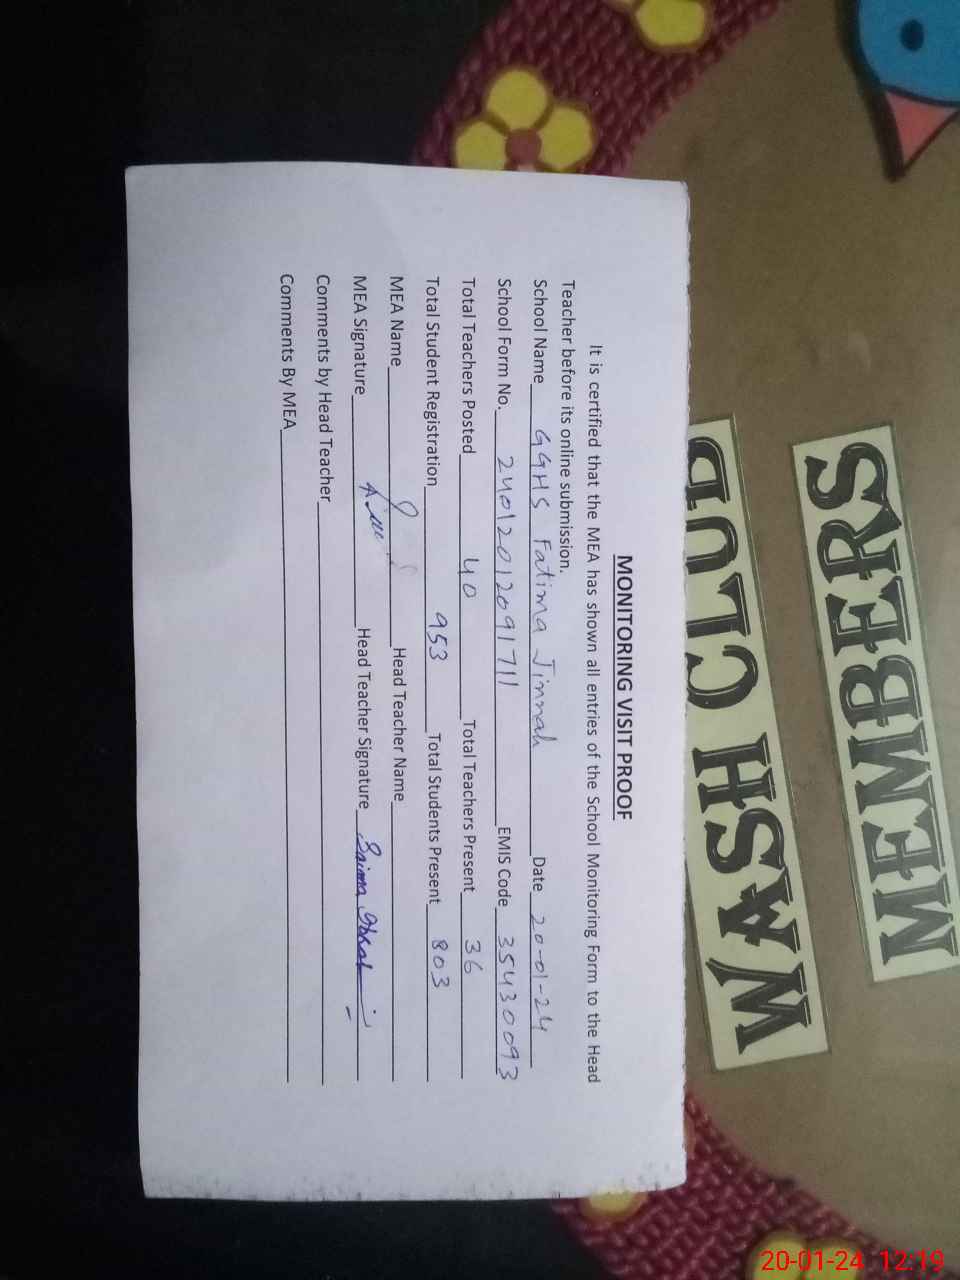 MONITORING VISIT PROOF
It is certified that the MEA has shown all entries of the School Monitoring Form to the Head
Teacher before its online submission.
School Name GGHS Fatima Jinnah Date 20-01-24
School Form No. 24012012091711 EMIS Code 35430093
Total Teachers Posted 40 Total Teachers Present 36
Total Student Registration 953 Total Students Present 803
MEA Name Head Teacher Name
MEA Signature Head Teacher Signature Saima
Comments by Head Teacher
Comments By MEA
WASH CLUB
MEMBERS
20-01-24 12:19